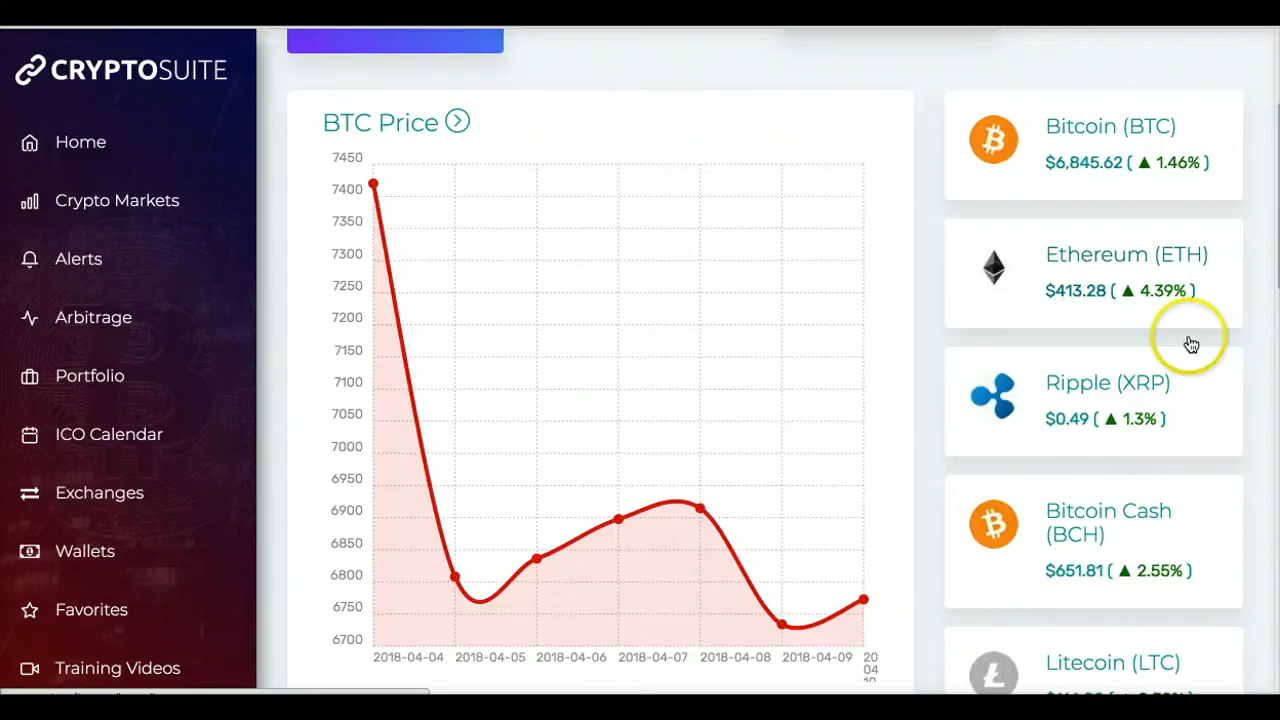 CRYPTOSUITE
Home
Crypto Markets
Alerts
Arbitrage
Portfolio
ICO Calendar
Exchanges
Wallets
Favorites
Training Videos
BTC Price
7450
7400
7350
7300
7250
7200
7150
7100
7050
7000
6950
6900
6850
6800
6750
6700
2018-04-04 2018-04-05 2018-04-06 2018-04-07 2018-04-08 2018-04-09 20
04
10
Bitcoin (BTC)
$6,845.62 ( ▲ 1.46% )
Ethereum (ETH)
$413.28 ( ▲ 4.39% )
Ripple (XRP)
$0.49 ( ▲ 1.3% )
Bitcoin Cash
(BCH)
$651.81 ( ▲ 2.55% )
Litecoin (LTC)